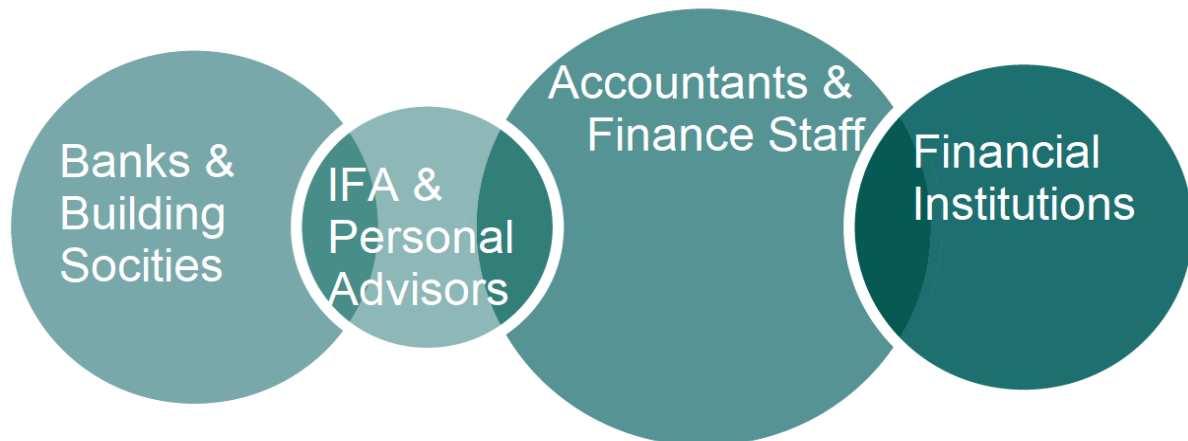 Banks &
Building
Socities
IFA &
Personal
Advisors
Accountants &
Finance Staff
Financial
Institutions